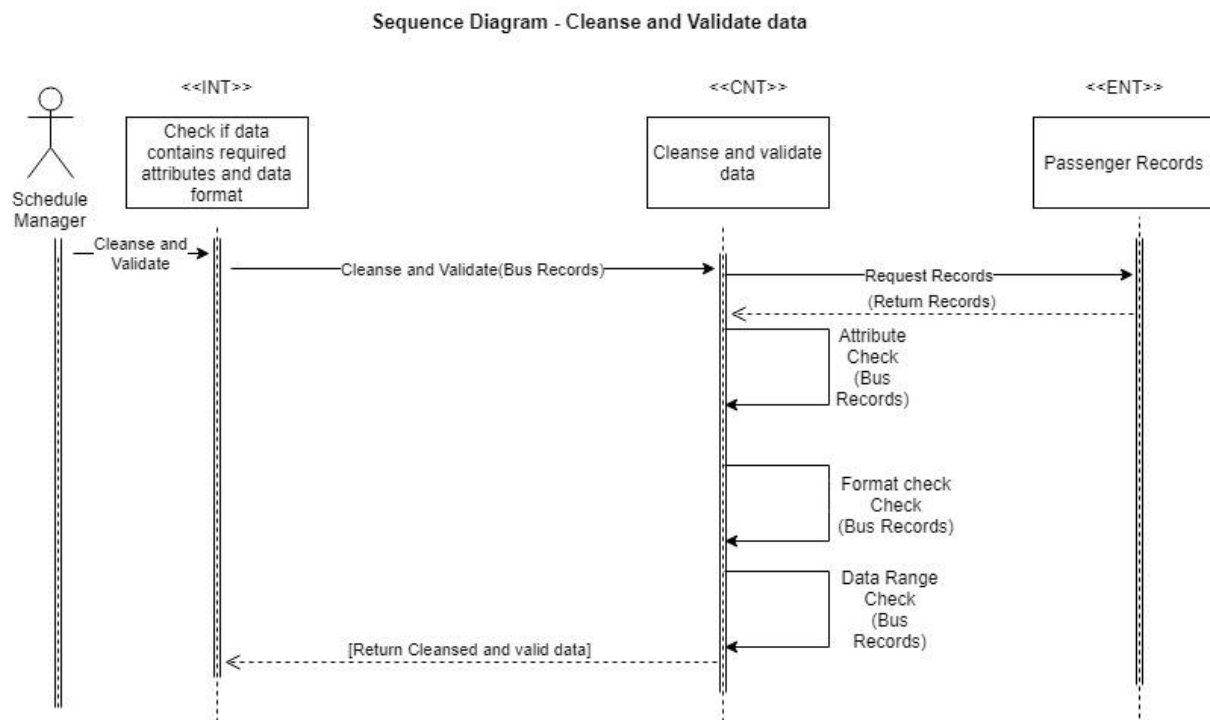 Sequence Diagram - Cleanse and Validate data
<<INT>>
<<CNT>>
<<ENT>>
Check if data
contains required
attributes and data
format
Cleanse and validate
data
Passenger Records
Schedule
Manager
Cleanse and
Validate
Cleanse and Validate(Bus Records)
Request Records
(Return Records)
Attribute
Check
(Bus
Records)
Format check
Check
(Bus Records)
Data Range
Check
(Bus
Records)
[Return Cleansed and valid data]